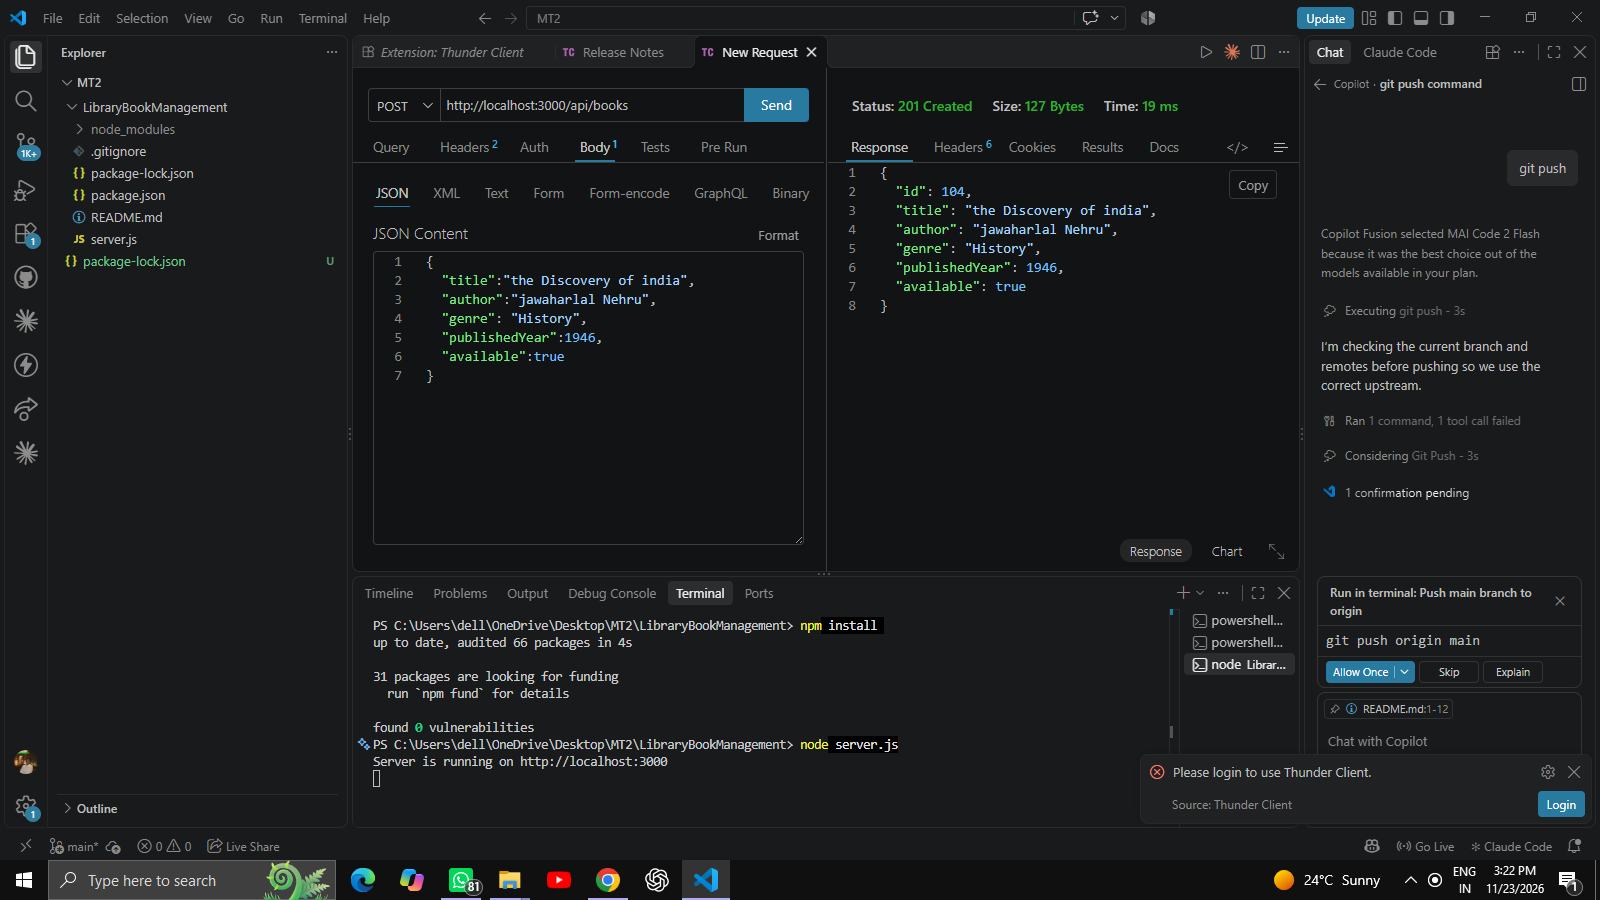 File Edit Selection View Go Run Terminal Help
MT2
Update
Explorer
MT2
LibraryBookManagement
node_modules
.gitignore
package-lock.json
package.json
README.md
JS server.js
package-lock.json U
1K+
1
1
Outline
Extension: Thunder Client
TC Release Notes
TC New Request
POST
http://localhost:3000/api/books
Send
Query Headers 2 Auth Body 1 Tests Pre Run
JSON XML Text Form Form-encode GraphQL Binary
JSON Content
Format
1 {
2 "title":"the Discovery of india",
3 "author":"jawaharlal Nehru",
4 "genre": "History",
5 "publishedYear":1946,
6 "available":true
7 }
Status: 201 Created Size: 127 Bytes Time: 19 ms
Response Headers 6 Cookies Results Docs
Copy
1 {
2 "id": 104,
3 "title": "the Discovery of india",
4 "author": "jawaharlal Nehru",
5 "genre": "History",
6 "publishedYear": 1946,
7 "available": true
8 }
Response Chart
Timeline Problems Output Debug Console Terminal Ports
PS C:\Users\dell\OneDrive\Desktop\MT2\LibraryBookManagement> npm install
up to date, audited 66 packages in 4s
31 packages are looking for funding
run `npm fund` for details
found 0 vulnerabilities
PS C:\Users\dell\OneDrive\Desktop\MT2\LibraryBookManagement> node server.js
Server is running on http://localhost:3000
powershell...
powershell...
node Librar...
Chat Claude Code
Copilot · git push command
git push
Copilot Fusion selected MAI Code 2 Flash
because it was the best choice out of the
models available in your plan.
Executing git push - 3s
I'm checking the current branch and
remotes before pushing so we use the
correct upstream.
Ran 1 command, 1 tool call failed
Considering Git Push - 3s
1 confirmation pending
Run in terminal: Push main branch to
origin
git push origin main
Allow Once Skip Explain
README.md:1-12
Chat with Copilot
Please login to use Thunder Client.
Source: Thunder Client
Login
main* 0 0 Live Share
Go Live Claude Code
Type here to search
81
24°C Sunny
ENG
IN
3:22 PM
11/23/2026
1